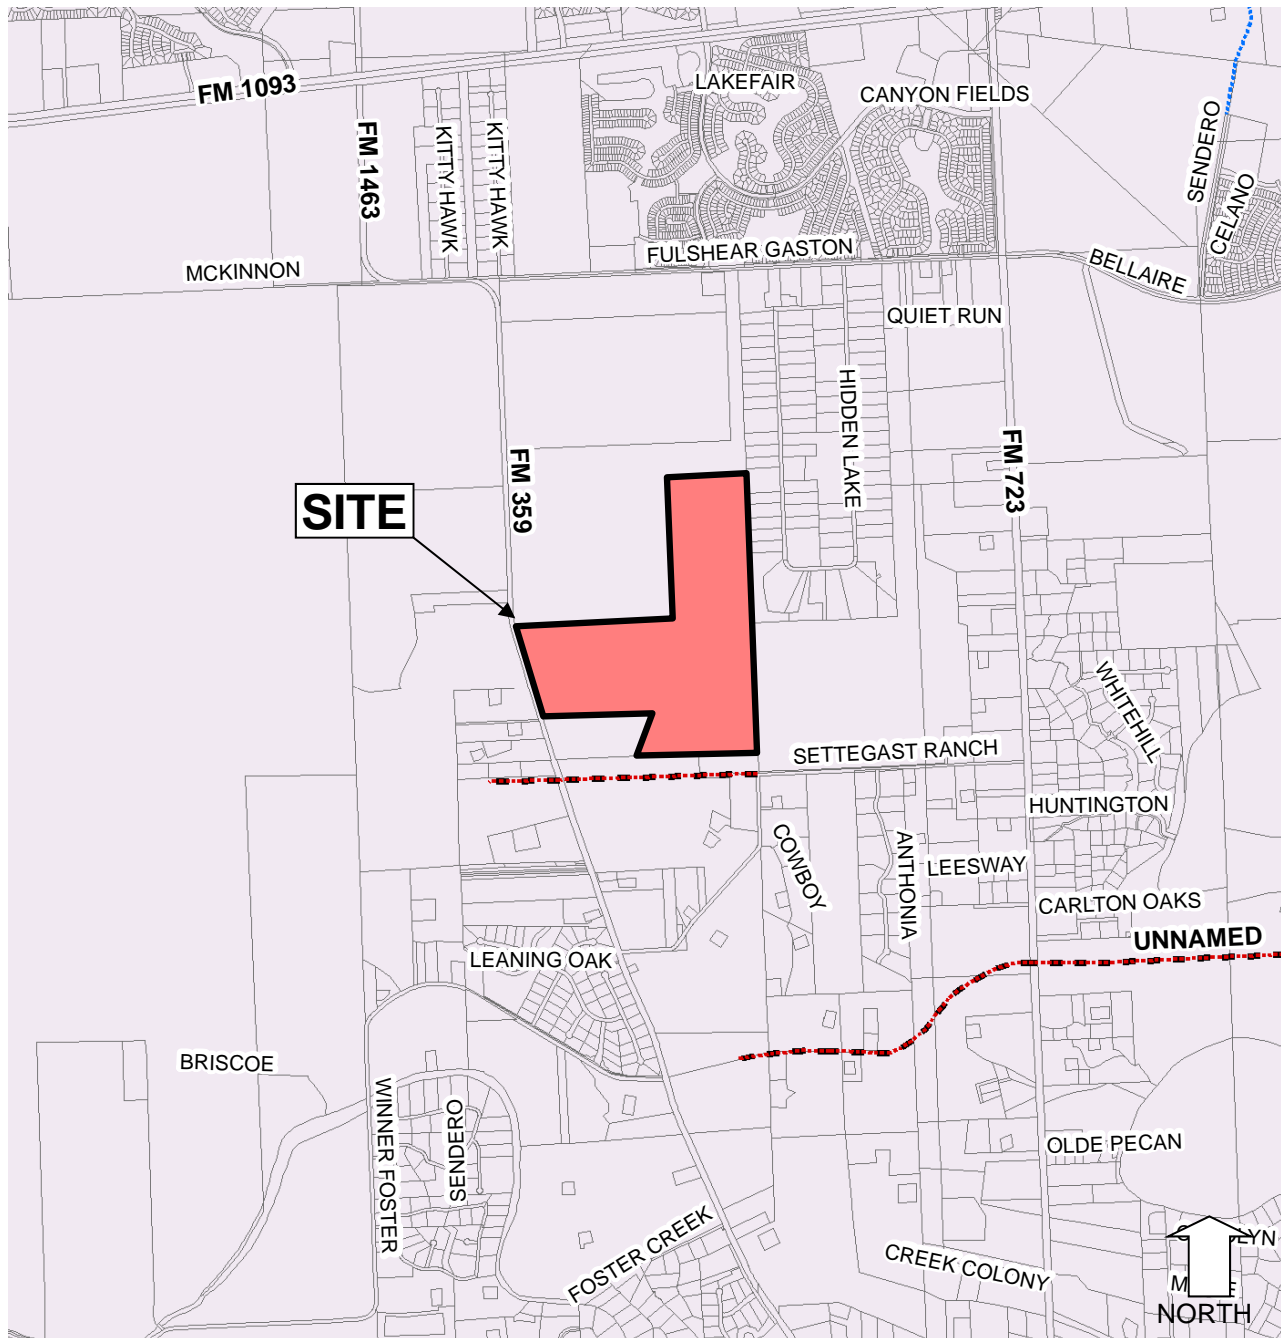 LAKEFAIR
FM 1093
CANYON FIELDS
FM 1463
KITTY HAWK
KITTY HAWK
SENDERO
CELANO
FULSHEAR GASTON
MCKINNON
BELLAIRE
QUIET RUN
HIDDEN LAKE
FM 359
FM 723
SITE
WHITEHILL
SETTEGAST RANCH
HUNTINGTON
COWBOY
ANTHONIA
LEESWAY
CARLTON OAKS
UNNAMED
LEANING OAK
BRISCOE
WINNER FOSTER
SENDERO
OLDE PECAN
FOSTER CREEK
CREEK COLONY
NORTH